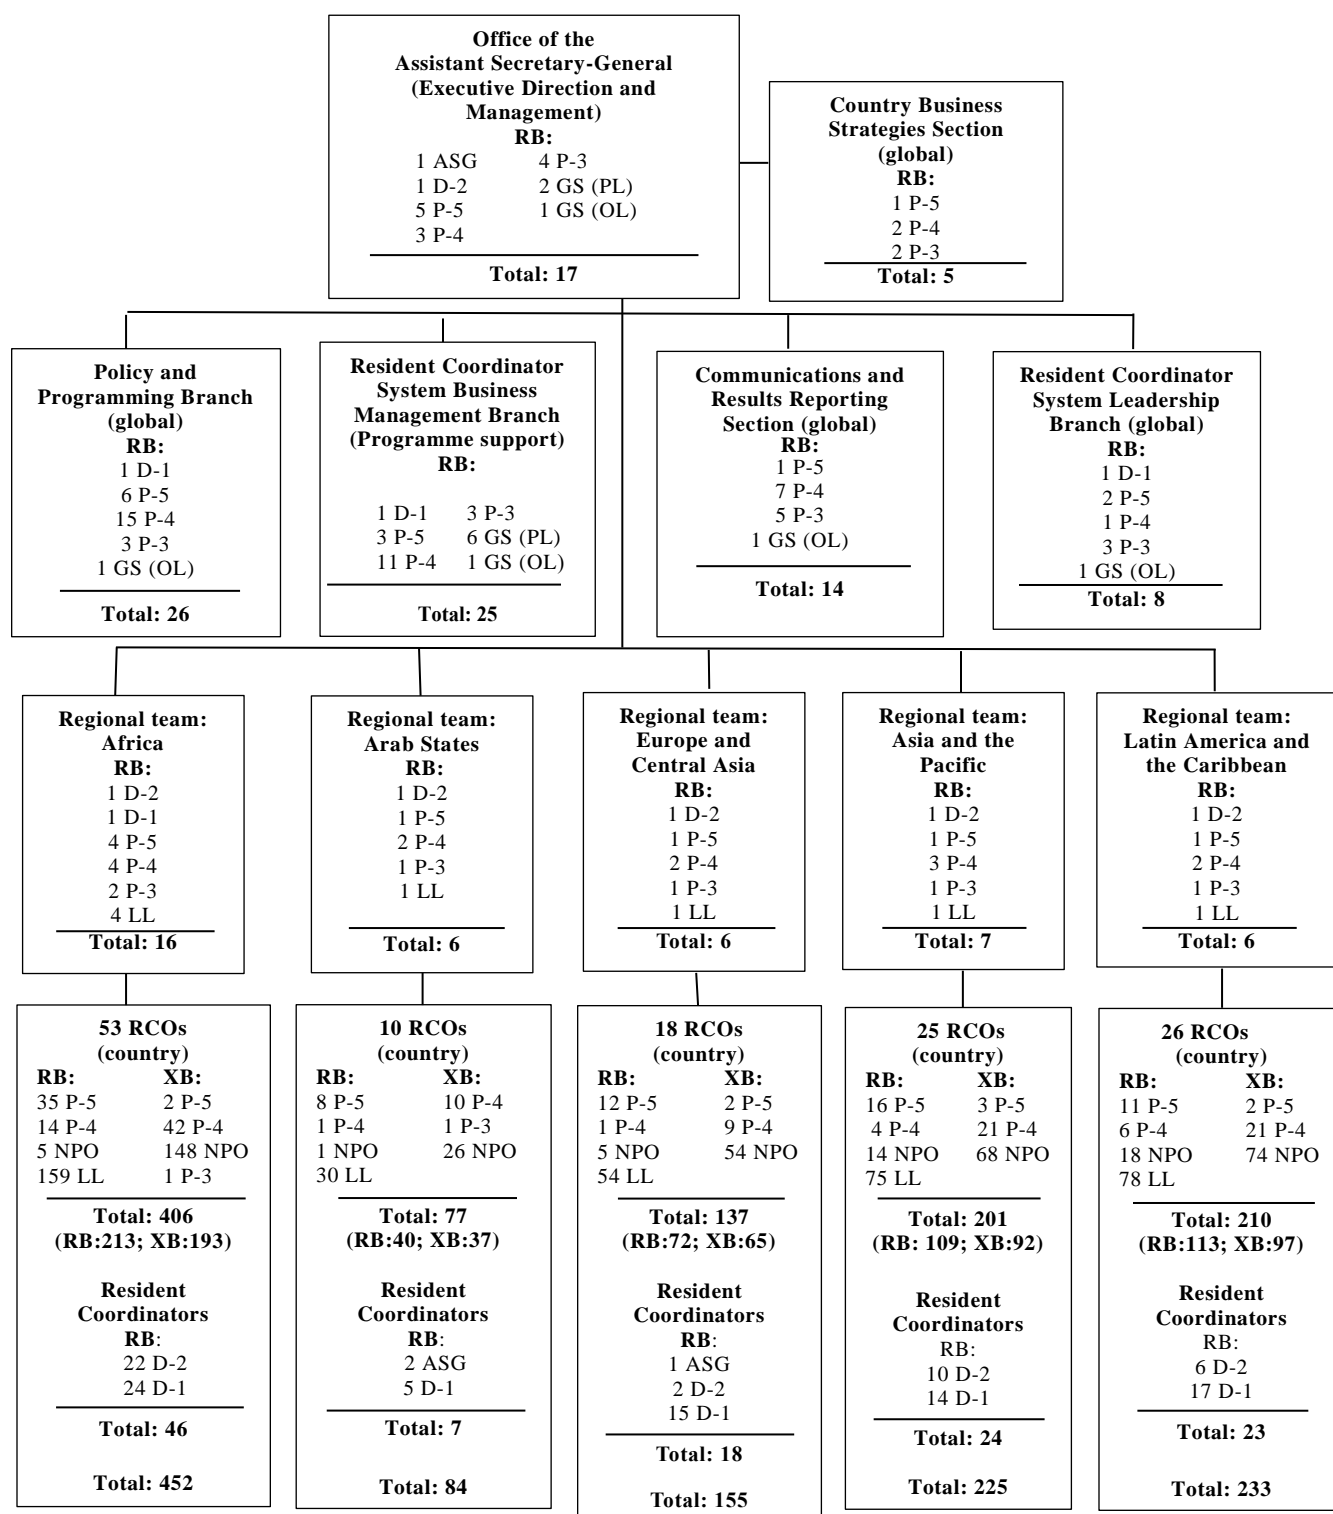 Office of the
Assistant Secretary-General
(Executive Direction and
Management)
RB:
1 ASG 4 P-3
1 D-2 2 GS (PL)
5 P-5 1 GS (OL)
3 P-4
Total: 17
Country Business
Strategies Section
(global)
RB:
1 P-5
2 P-4
2 P-3
Total: 5
Policy and
Programming Branch
(global)
RB:
1 D-1
6 P-5
15 P-4
3 P-3
1 GS (OL)
Total: 26
Resident Coordinator
System Business
Management Branch
(Programme support)
RB:
1 D-1 3 P-3
3 P-5 6 GS (PL)
11 P-4 1 GS (OL)
Total: 25
Communications and
Results Reporting
Section (global)
RB:
1 P-5
7 P-4
5 P-3
1 GS (OL)
Total: 14
Resident Coordinator
System Leadership
Branch (global)
RB:
1 D-1
2 P-5
1 P-4
3 P-3
1 GS (OL)
Total: 8
Regional team:
Africa
RB:
1 D-2
1 D-1
4 P-5
4 P-4
2 P-3
4 LL
Total: 16
Regional team:
Arab States
RB:
1 D-2
1 P-5
2 P-4
1 P-3
1 LL
Total: 6
Regional team:
Europe and
Central Asia
RB:
1 D-2
1 P-5
2 P-4
1 P-3
1 LL
Total: 6
Regional team:
Asia and the
Pacific
RB:
1 D-2
1 P-5
3 P-4
1 P-3
1 LL
Total: 7
Regional team:
Latin America and
the Caribbean
RB:
1 D-2
1 P-5
2 P-4
1 P-3
1 LL
Total: 6
53 RCOs
(country)
RB: XB:
35 P-5 2 P-5
14 P-4 42 P-4
5 NPO 148 NPO
159 LL 1 P-3
Total: 406
(RB:213; XB:193)
Resident
Coordinators
RB:
22 D-2
24 D-1
Total: 46
Total: 452
10 RCOs
(country)
RB: XB:
8 P-5 10 P-4
1 P-4 1 P-3
1 NPO 26 NPO
30 LL
Total: 77
(RB:40; XB:37)
Resident
Coordinators
RB:
2 ASG
5 D-1
Total: 7
Total: 84
18 RCOs
(country)
RB: XB:
12 P-5 2 P-5
1 P-4 9 P-4
5 NPO 54 NPO
54 LL
Total: 137
(RB:72; XB:65)
Resident
Coordinators
RB:
1 ASG
2 D-2
15 D-1
Total: 18
Total: 155
25 RCOs
(country)
RB: XB:
16 P-5 3 P-5
4 P-4 21 P-4
14 NPO 68 NPO
75 LL
Total: 201
(RB: 109; XB:92)
Resident
Coordinators
RB:
10 D-2
14 D-1
Total: 24
Total: 225
26 RCOs
(country)
RB: XB:
11 P-5 2 P-5
6 P-4 21 P-4
18 NPO 74 NPO
78 LL
Total: 210
(RB:113; XB:97)
Resident
Coordinators
RB:
6 D-2
17 D-1
Total: 23
Total: 233